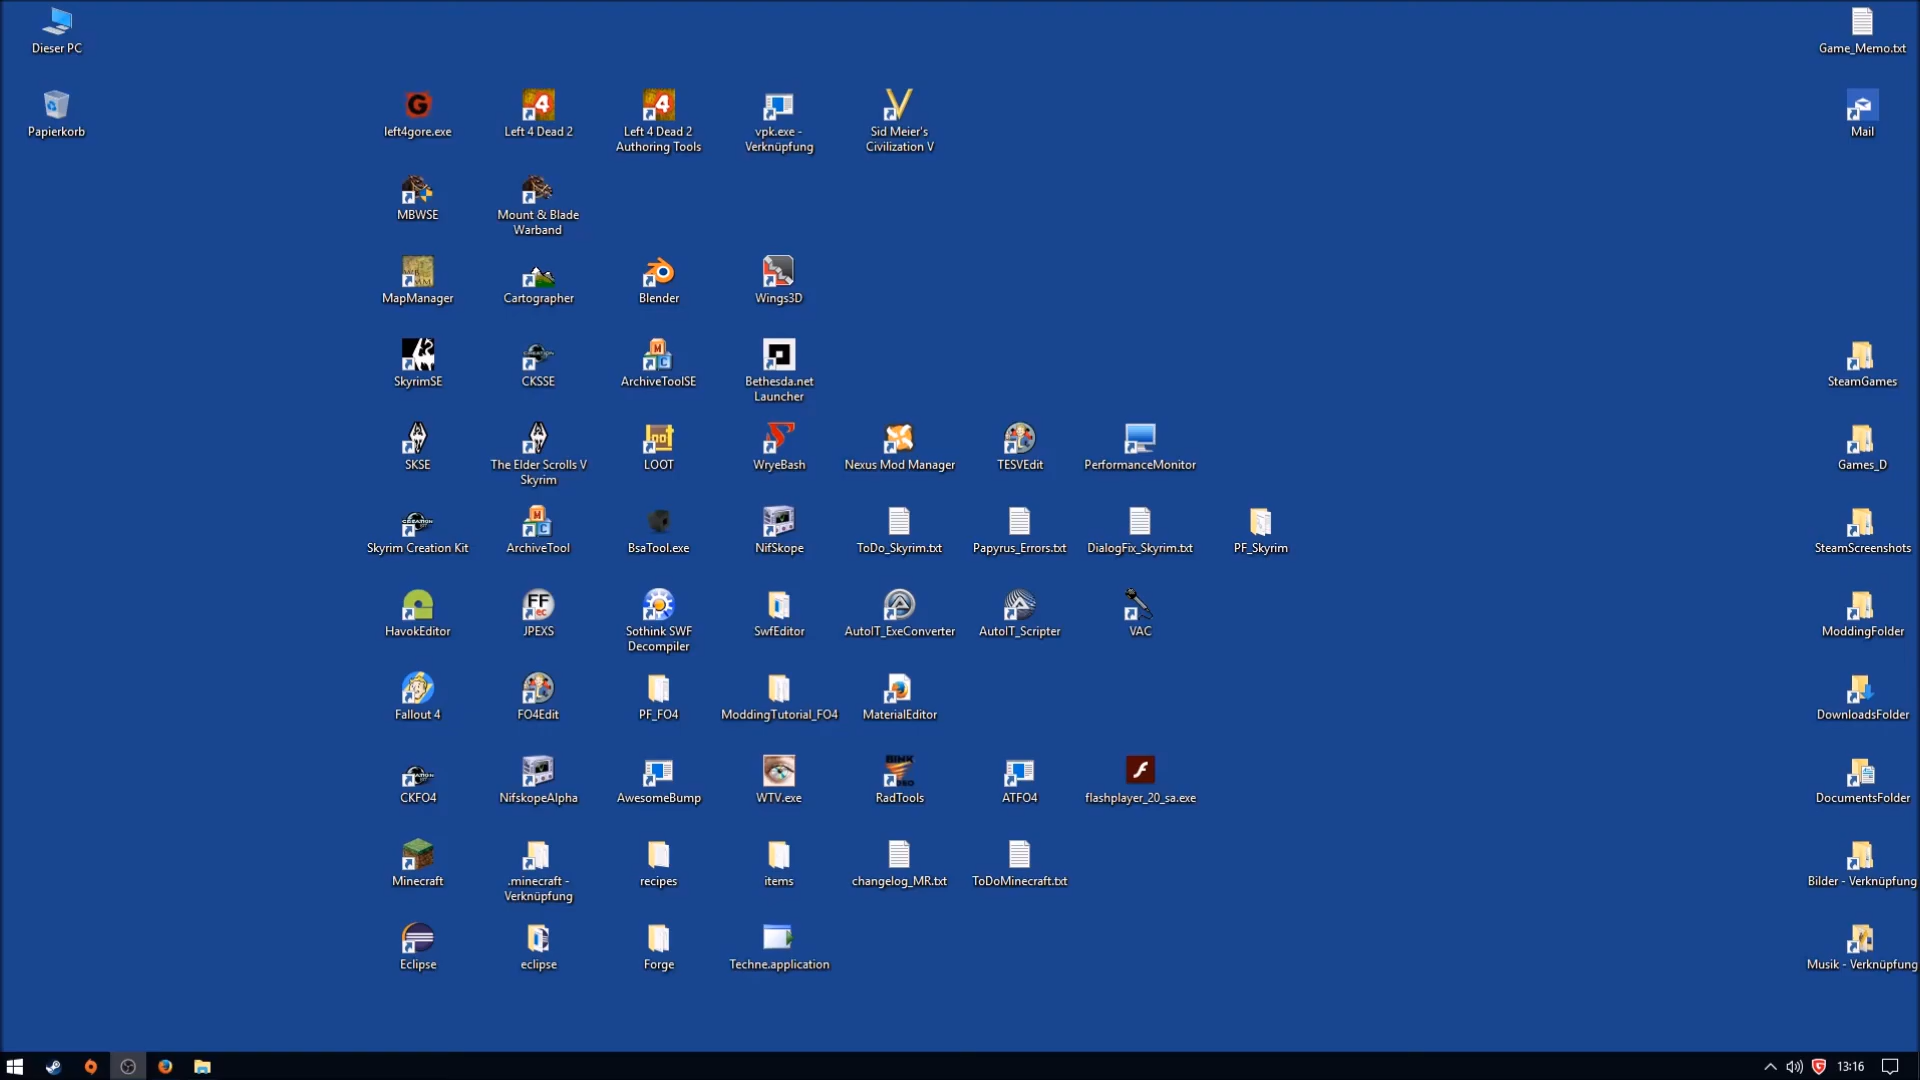 Dieser PC
Game_Memo.txt
Papierkorb
left4gore.exe
Left 4 Dead 2
Left 4 Dead 2
Authoring Tools
vpk.exe -
Verknüpfung
Sid Meier's
Civilization V
Mail
MBWSE
Mount & Blade
Warband
MapManager
Cartographer
Blender
Wings3D
SkyrimSE
CKSSE
ArchiveToolSE
Bethesda.net
Launcher
SteamGames
SKSE
The Elder Scrolls V
Skyrim
LOOT
WryeBash
Nexus Mod Manager
TESVEdit
PerformanceMonitor
Games_D
Skyrim Creation Kit
ArchiveTool
BsaTool.exe
NifSkope
ToDo_Skyrim.txt
Papyrus_Errors.txt
DialogFix_Skyrim.txt
PF_Skyrim
SteamScreenshots
HavokEditor
JPEXS
Sothink SWF
Decompiler
SwfEditor
AutoIT_ExeConverter
AutoIT_Scripter
VAC
ModdingFolder
Fallout 4
FO4Edit
PF_FO4
ModdingTutorial_FO4
MaterialEditor
DownloadsFolder
CKFO4
NifskopeAlpha
AwesomeBump
WTV.exe
RadTools
ATFO4
flashplayer_20_sa.exe
DocumentsFolder
Minecraft
.minecraft -
Verknüpfung
recipes
items
changelog_MR.txt
ToDoMinecraft.txt
Bilder - Verknüpfung
Eclipse
eclipse
Forge
Techne.application
Musik - Verknüpfung
13:16